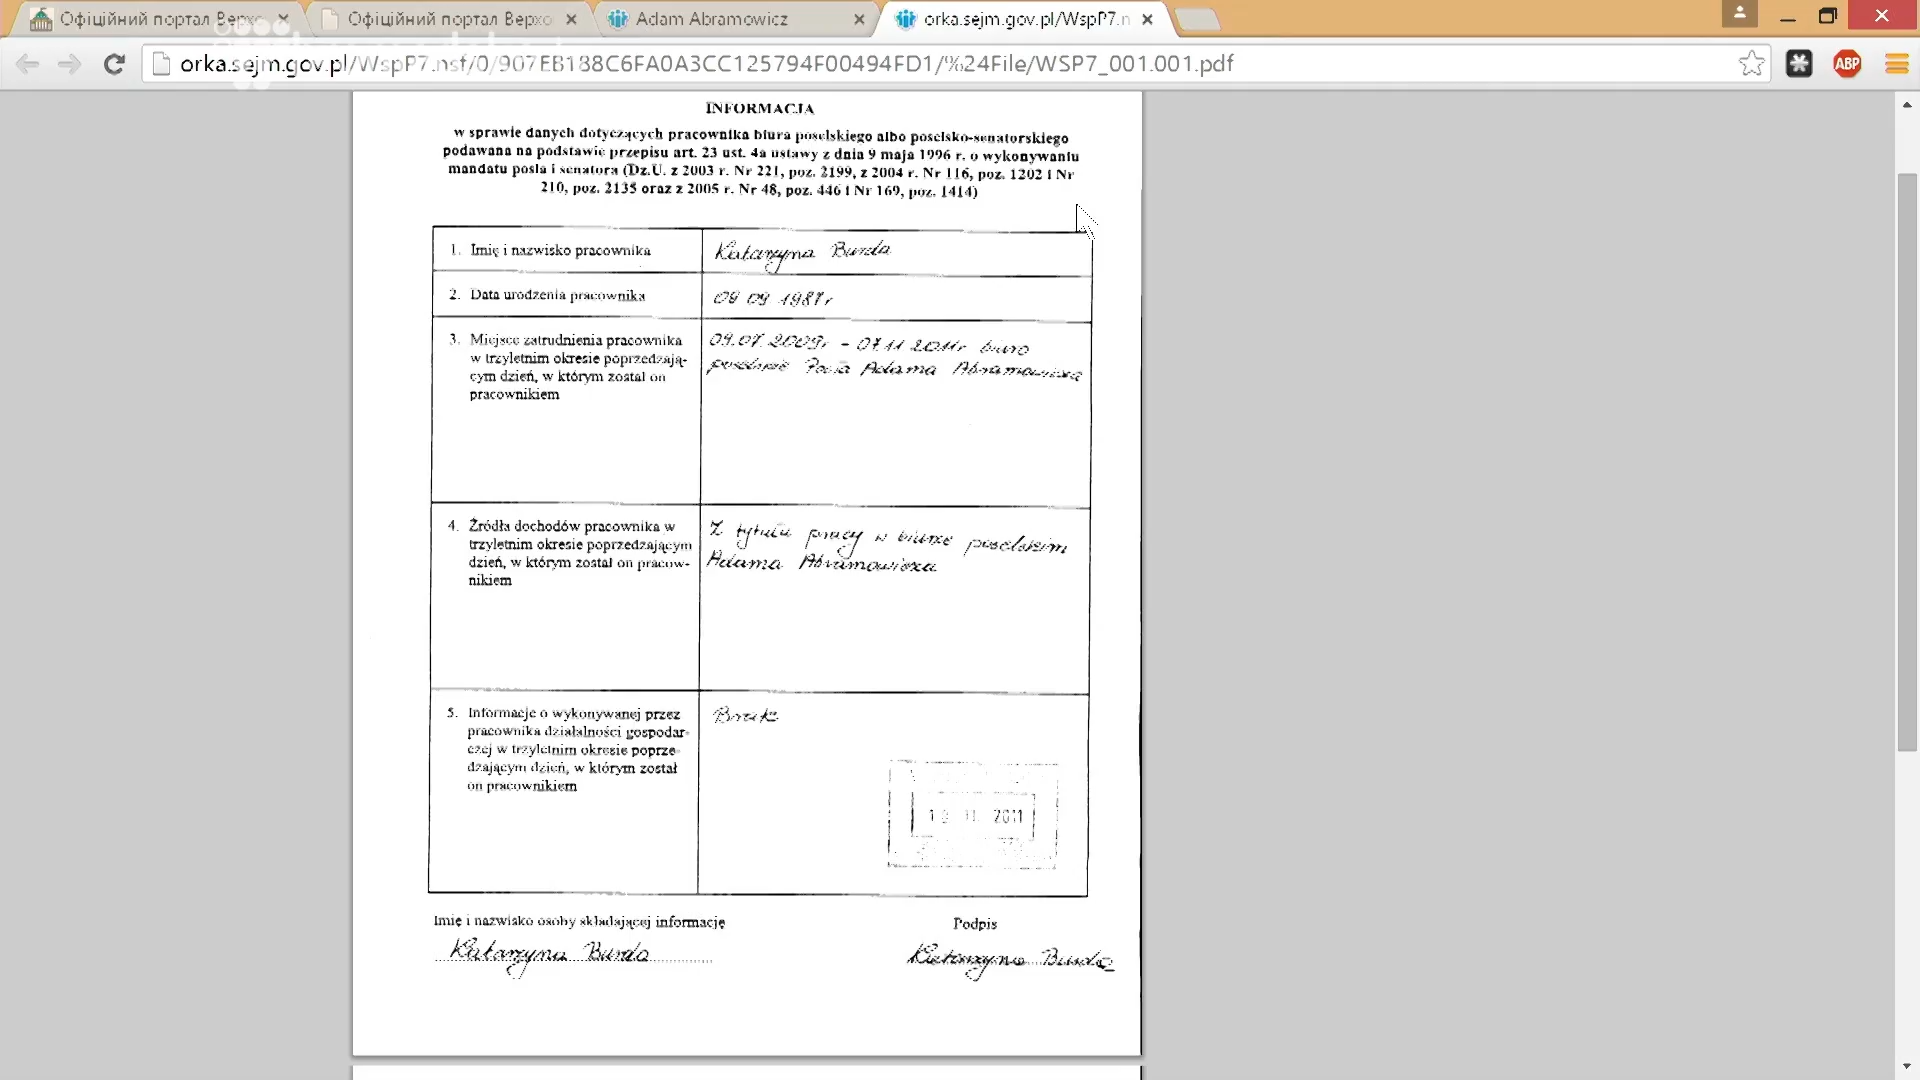 Офіційний портал Верхо
Офіційний портал Верхо
Adam Abramowicz
orka.sejm.gov.pl/WspP7.n
orka.sejm.gov.pl/WspP7.nsf/0/907EB188C6FA0A3CC125794F00494FD1/%24File/WSP7_001.001.pdf
ABP
INFORMACJA
w sprawie danych dotyczących pracownika biura poselskiego albo poselsko-senatorskiego
podawana na podstawie przepisu art. 23 ust. 4a ustawy z dnia 9 maja 1996 r. o wykonywaniu
mandatu posła i senatora (Dz.U. z 2003 r. Nr 221, poz. 2199, z 2004 r. Nr 116, poz. 1202 i Nr
210, poz. 2135 oraz z 2005 r. Nr 48, poz. 446 i Nr 169, poz. 1414)
1. Imię i nazwisko pracownika
Katarzyna Burda
2. Data urodzenia pracownika
3. Miejsce zatrudnienia pracownika
w trzyletnim okresie poprzedzają-
cym dzień, w którym został on
pracownikiem
2009r - 07.11 2011r biuro
poselskie Posła Adama Abramowicza
4. Źródła dochodów pracownika w
trzyletnim okresie poprzedzającym
dzień, w którym został on pracow-
nikiem
Z tytułu pracy w biurze poselskim
Adama Abramowicza
5. Informacje o wykonywanej przez
pracownika działalności gospodar-
czej w trzyletnim okresie poprze-
dzającym dzień, w którym został
on pracownikiem
Brak
2011
Imię i nazwisko osoby składającej informację
Podpis
Katarzyna Burda
Katarzyna Burda